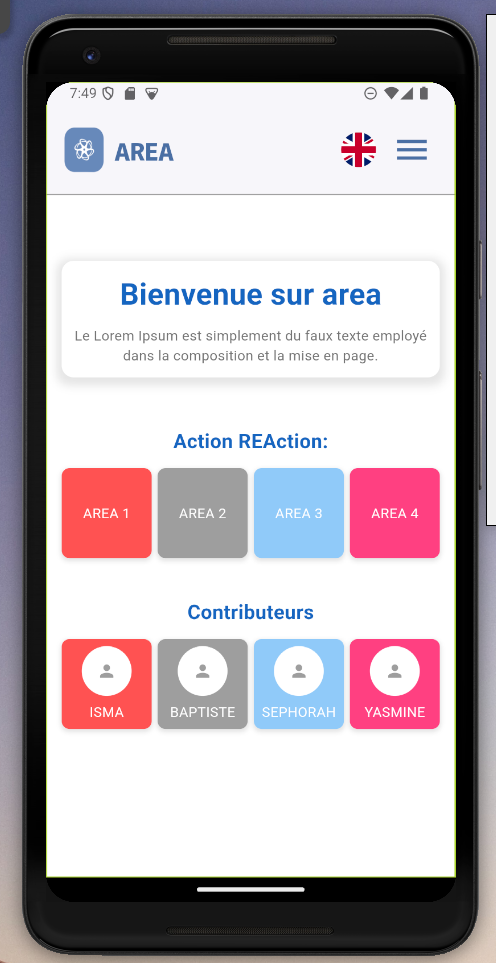 7:49
AREA
Bienvenue sur area
Le Lorem Ipsum est simplement du faux texte employé
dans la composition et la mise en page.
Action REAction:
AREA 1 AREA 2 AREA 3 AREA 4
Contributeurs
ISMA BAPTISTE SEPHORAH YASMINE